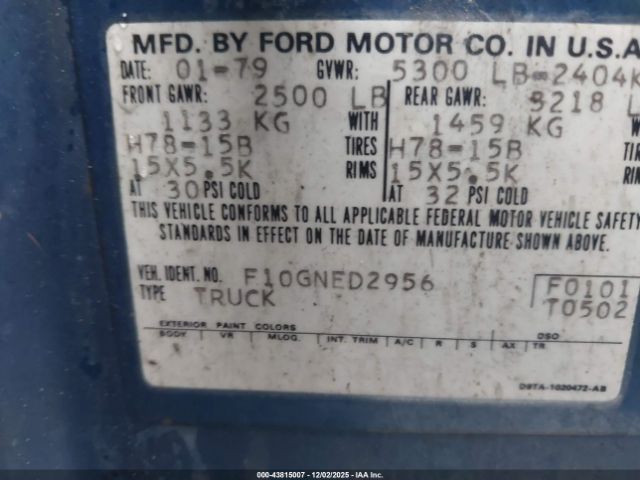 MFD. BY FORD MOTOR CO. IN U.S.A
DATE: 01-79 GVWR: 5300 LB-2404K
FRONT GAWR: 2500 LB REAR GAWR: 3218 L
1133 KG WITH 1459 KG W
H78-15B TIRES H78-15B TIR
15X5.5K RIMS 15X5.5K RIM
AT 30 PSI COLD AT 32 PSI COLD
THIS VEHICLE CONFORMS TO ALL APPLICABLE FEDERAL MOTOR VEHICLE SAFETY
STANDARDS IN EFFECT ON THE DATE OF MANUFACTURE SHOWN ABOVE.
VEH. IDENT. NO. F10GNED2956 F0101
TYPE TRUCK T0502
EXTERIOR PAINT COLORS DSO
BODY VR MLDG. INT. TRIM A/C R S AX TR.
D9TA-1020472-AB
000-43815007 - 12/02/2025 - COPYRIGHT IAA, LLC.